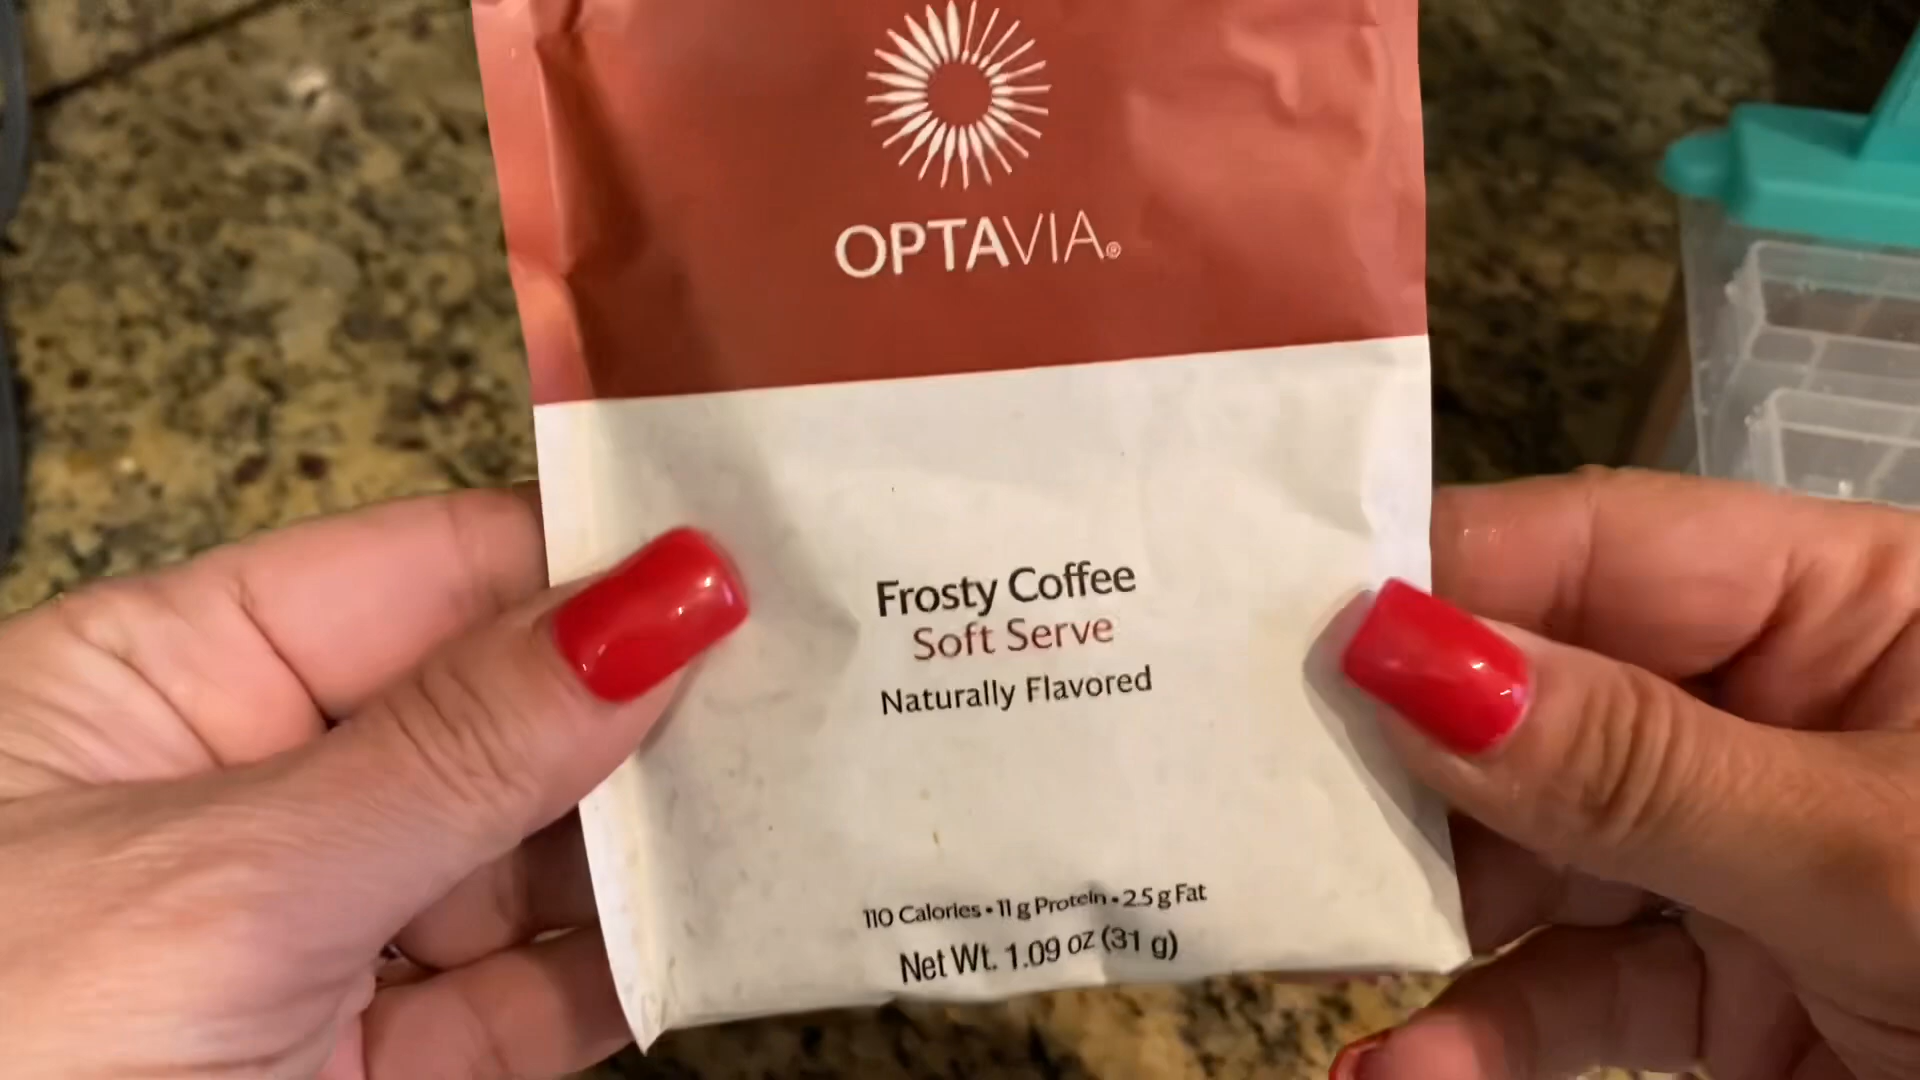 OPTAVIA®
Frosty Coffee
Soft Serve
Naturally Flavored
110 Calories • 11 g Protein • 2.5 g Fat
Net Wt. 1.09 oz (31 g)